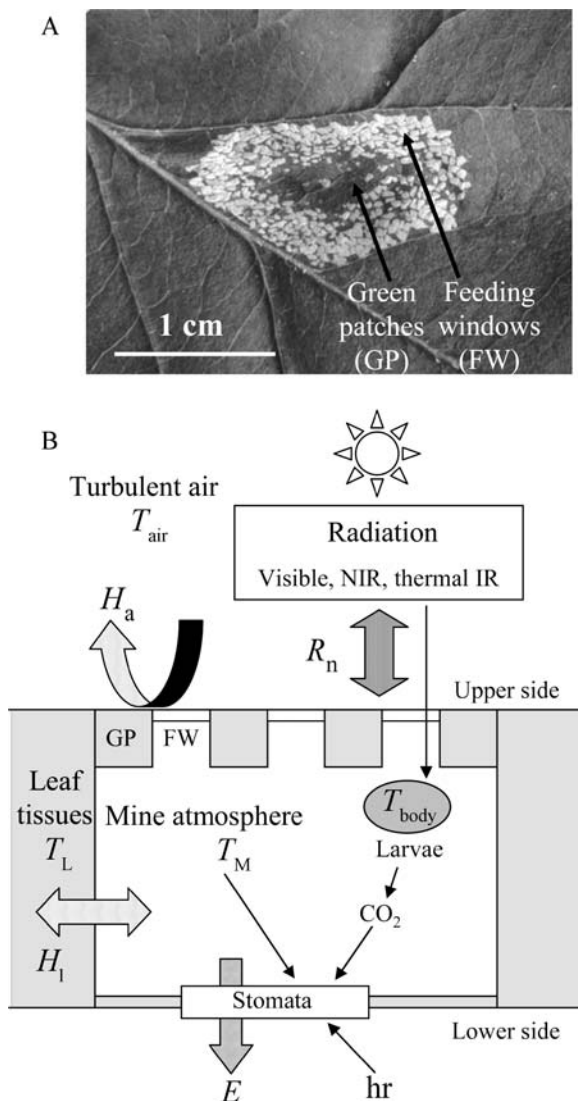 A
Green
patches
(GP)
Feeding
windows
(FW)
1 cm
B
Turbulent air
T_air
Radiation
Visible, NIR, thermal IR
H_a
R_n
Upper side
GP
FW
Leaf
tissues
T_L
Mine atmosphere
T_M
T_body
Larvae
CO₂
H_l
Stomata
Lower side
E
hr